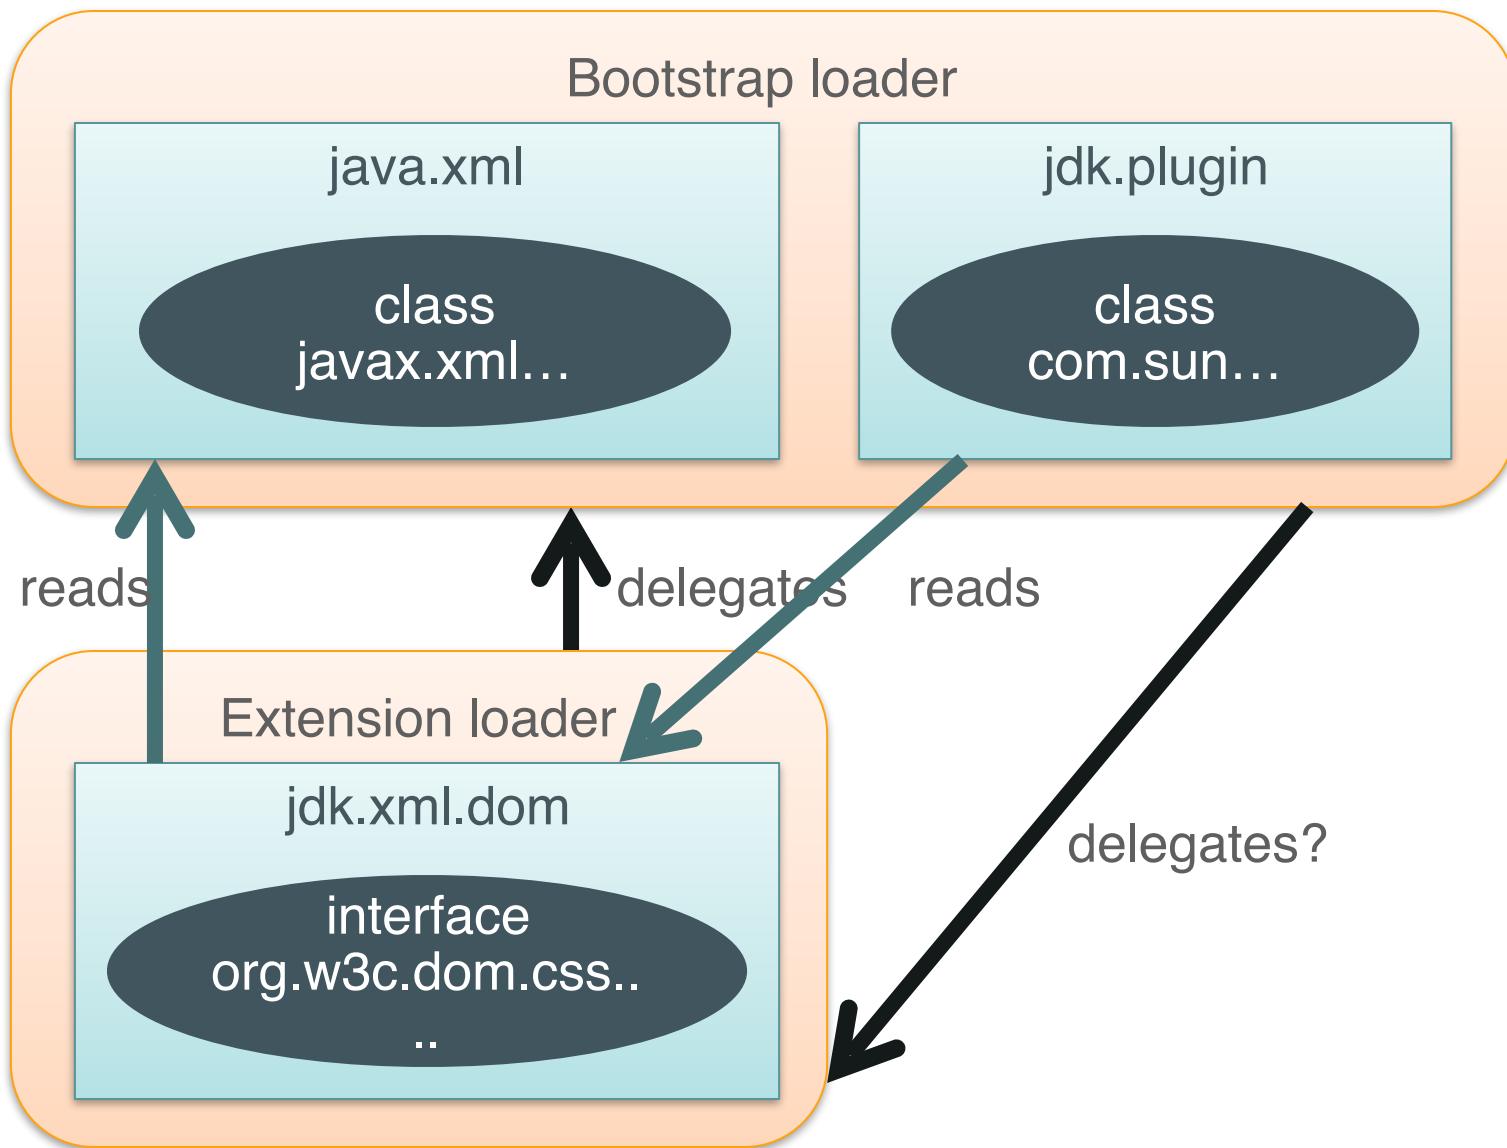 Bootstrap loader
java.xml
jdk.plugin
class
javax.xml…
class
com.sun…
reads
delegates
reads
Extension loader
jdk.xml.dom
delegates?
interface
org.w3c.dom.css..
..